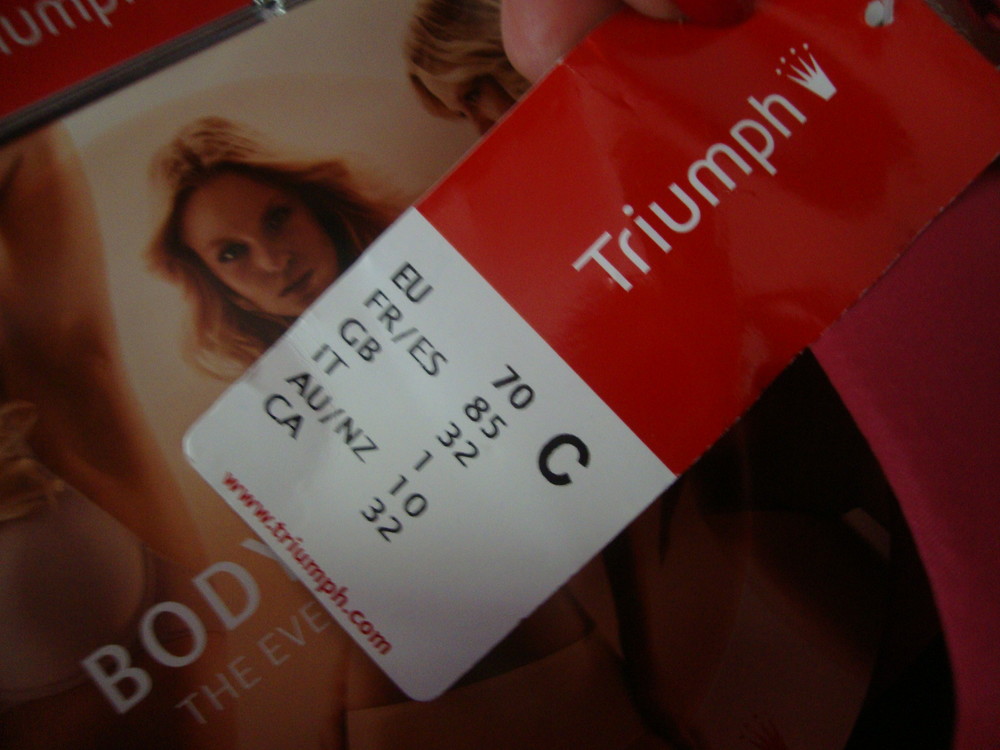 Triumph
Triumph
EU 70
FR/ES 85
GB 32
IT 1
AU/NZ 10
CA 32
C
www.triumph.com
BODY
THE EVE